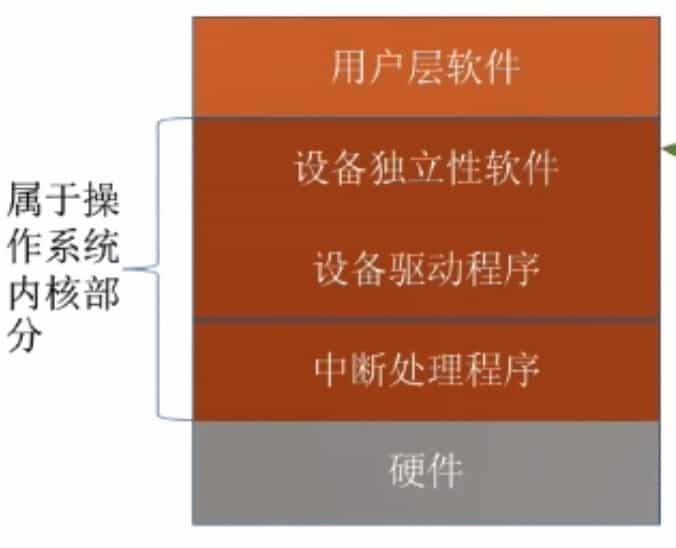 用户层软件
设备独立性软件
属于操
作系统
内核部
分
设备驱动程序
中断处理程序
硬件